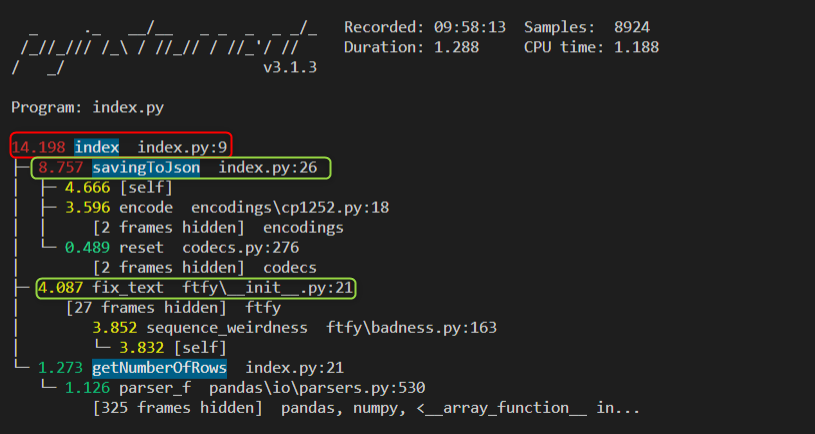 _     ._   __/__   _ _  _  _ _/_   Recorded: 09:58:13  Samples:  8924
 /_//_/// /_\ / //_// / //_'/ //     Duration: 1.288     CPU time: 1.188
/   _/                      v3.1.3

Program: index.py

14.198 index  index.py:9
├─ 8.757 savingToJson  index.py:26
│  ├─ 4.666 [self]
│  ├─ 3.596 encode  encodings\cp1252.py:18
│  │     [2 frames hidden]  encodings
│  └─ 0.489 reset  codecs.py:276
│        [2 frames hidden]  codecs
├─ 4.087 fix_text  ftfy\__init__.py:21
│     [27 frames hidden]  ftfy
│        3.852 sequence_weirdness  ftfy\badness.py:163
│        └─ 3.832 [self]
└─ 1.273 getNumberOfRows  index.py:21
   └─ 1.126 parser_f  pandas\io\parsers.py:530
         [325 frames hidden]  pandas, numpy, <__array_function__ in...